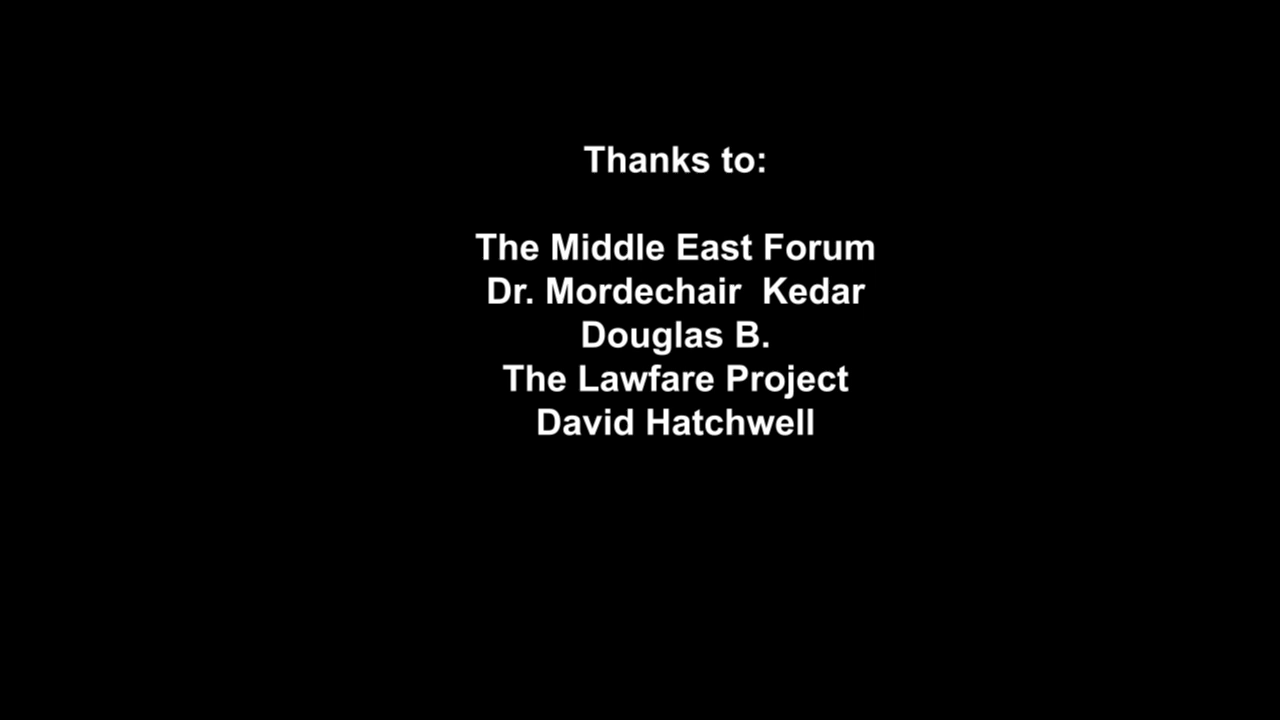 Thanks to:
The Middle East Forum
Dr. Mordechair  Kedar
Douglas B.
The Lawfare Project
David Hatchwell